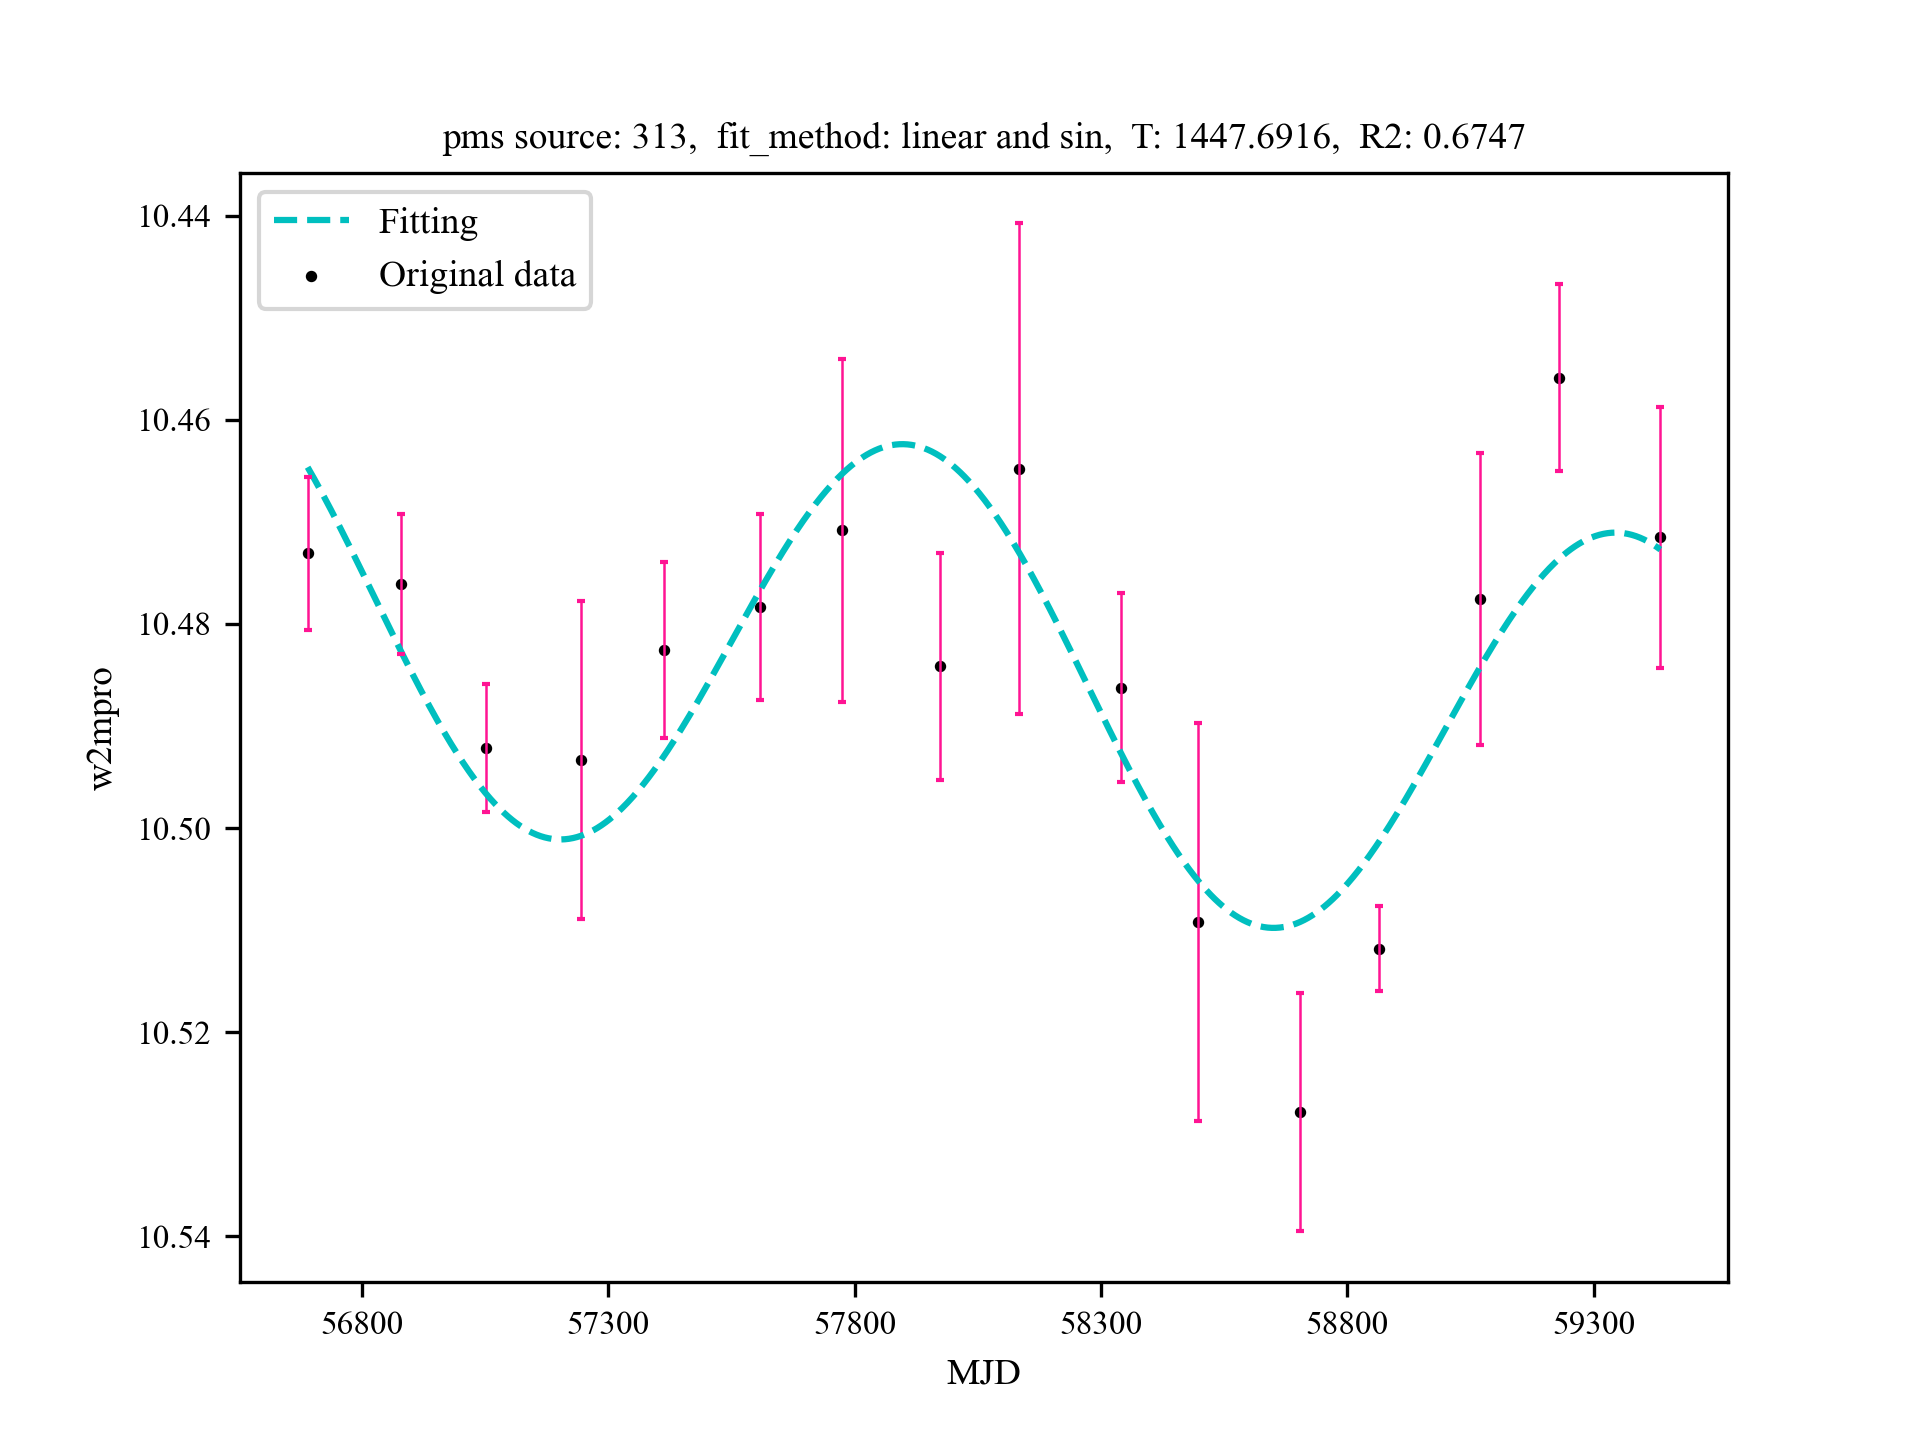 pms source: 313,  fit_method: linear and sin,  T: 1447.6916,  R2: 0.6747
Fitting
Original data
10.44
10.46
10.48
10.50
10.52
10.54
w2mpro
56800 57300 57800 58300 58800 59300
MJD